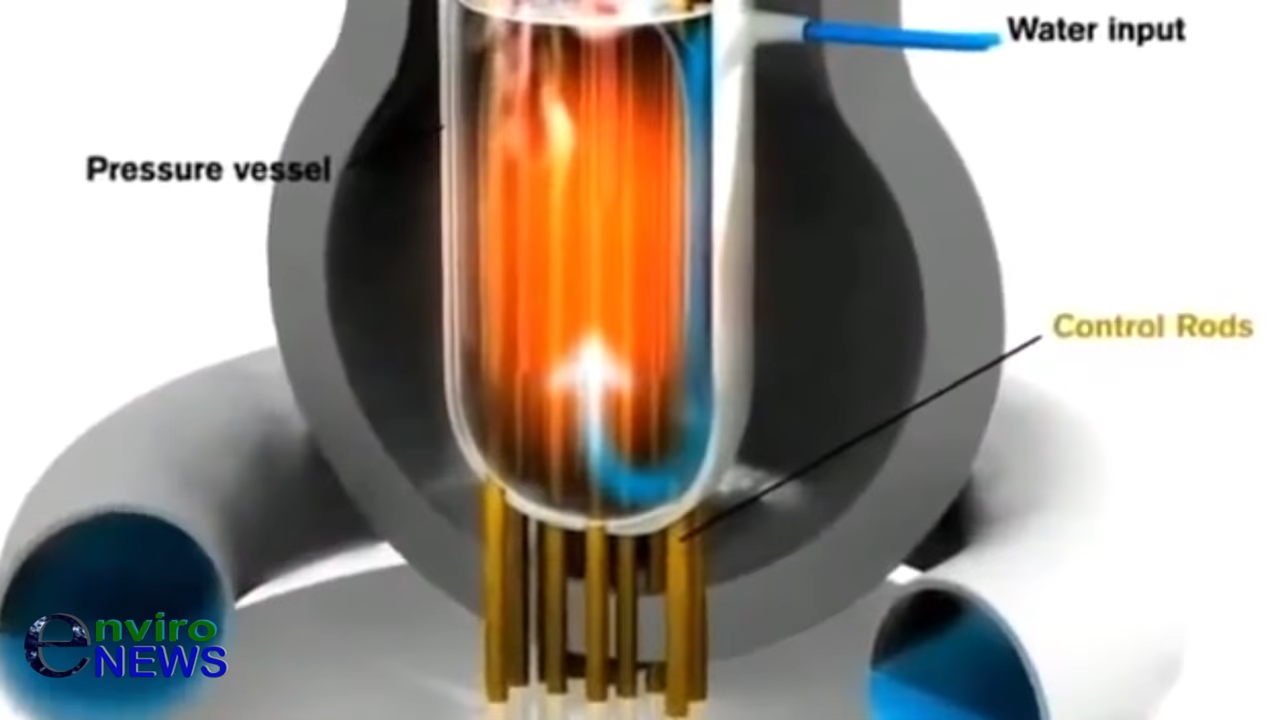 Water input
Pressure vessel
Control Rods
enviro
NEWS